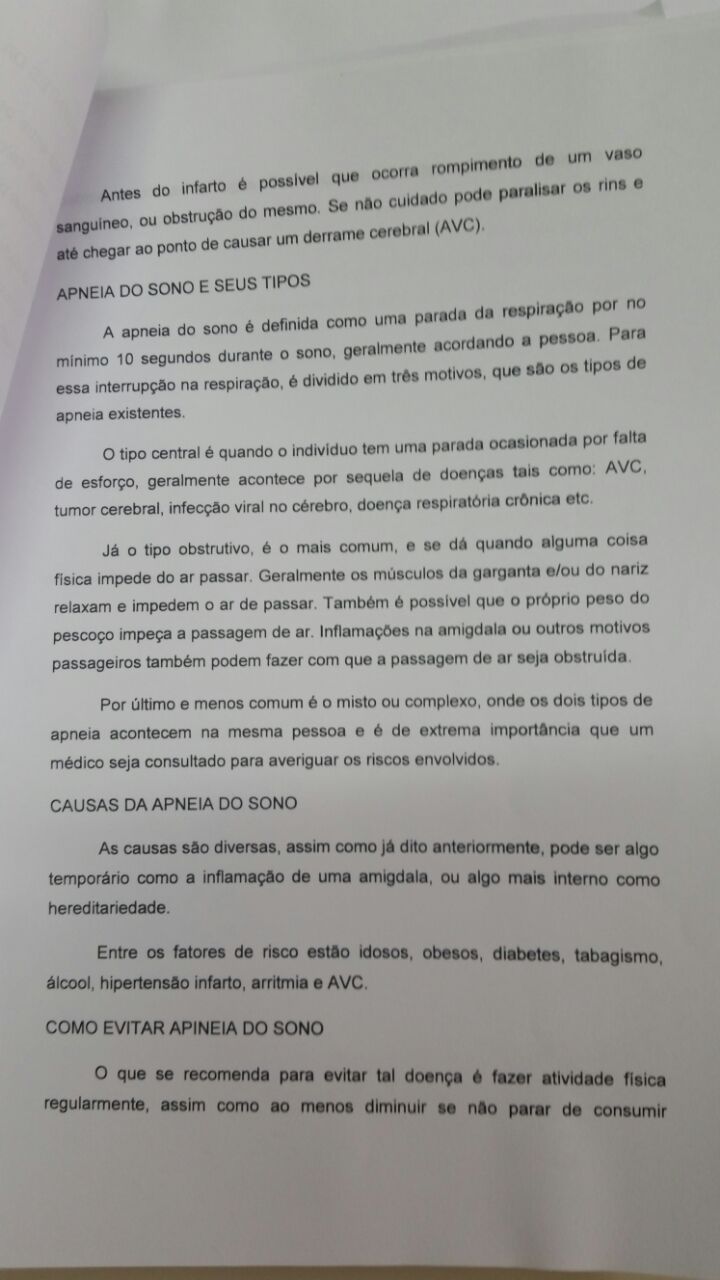 Antes do infarto é possível que ocorra rompimento de um vaso
sanguíneo, ou obstrução do mesmo. Se não cuidado pode paralisar os rins e
até chegar ao ponto de causar um derrame cerebral (AVC).
APNEIA DO SONO E SEUS TIPOS
A apneia do sono é definida como uma parada da respiração por no
mínimo 10 segundos durante o sono, geralmente acordando a pessoa. Para
essa interrupção na respiração, é dividido em três motivos, que são os tipos de
apneia existentes.
O tipo central é quando o indivíduo tem uma parada ocasionada por falta
de esforço, geralmente acontece por sequela de doenças tais como: AVC,
tumor cerebral, infecção viral no cérebro, doença respiratória crônica etc.
Já o tipo obstrutivo, é o mais comum, e se dá quando alguma coisa
física impede do ar passar. Geralmente os músculos da garganta e/ou do nariz
relaxam e impedem o ar de passar. Também é possível que o próprio peso do
pescoço impeça a passagem de ar. Inflamações na amigdala ou outros motivos
passageiros também podem fazer com que a passagem de ar seja obstruída.
Por último e menos comum é o misto ou complexo, onde os dois tipos de
apneia acontecem na mesma pessoa e é de extrema importância que um
médico seja consultado para averiguar os riscos envolvidos.
CAUSAS DA APNEIA DO SONO
As causas são diversas, assim como já dito anteriormente, pode ser algo
temporário como a inflamação de uma amigdala, ou algo mais interno como
hereditariedade.
Entre os fatores de risco estão idosos, obesos, diabetes, tabagismo,
álcool, hipertensão infarto, arritmia e AVC.
COMO EVITAR APINEIA DO SONO
O que se recomenda para evitar tal doença é fazer atividade física
regularmente, assim como ao menos diminuir se não parar de consumir